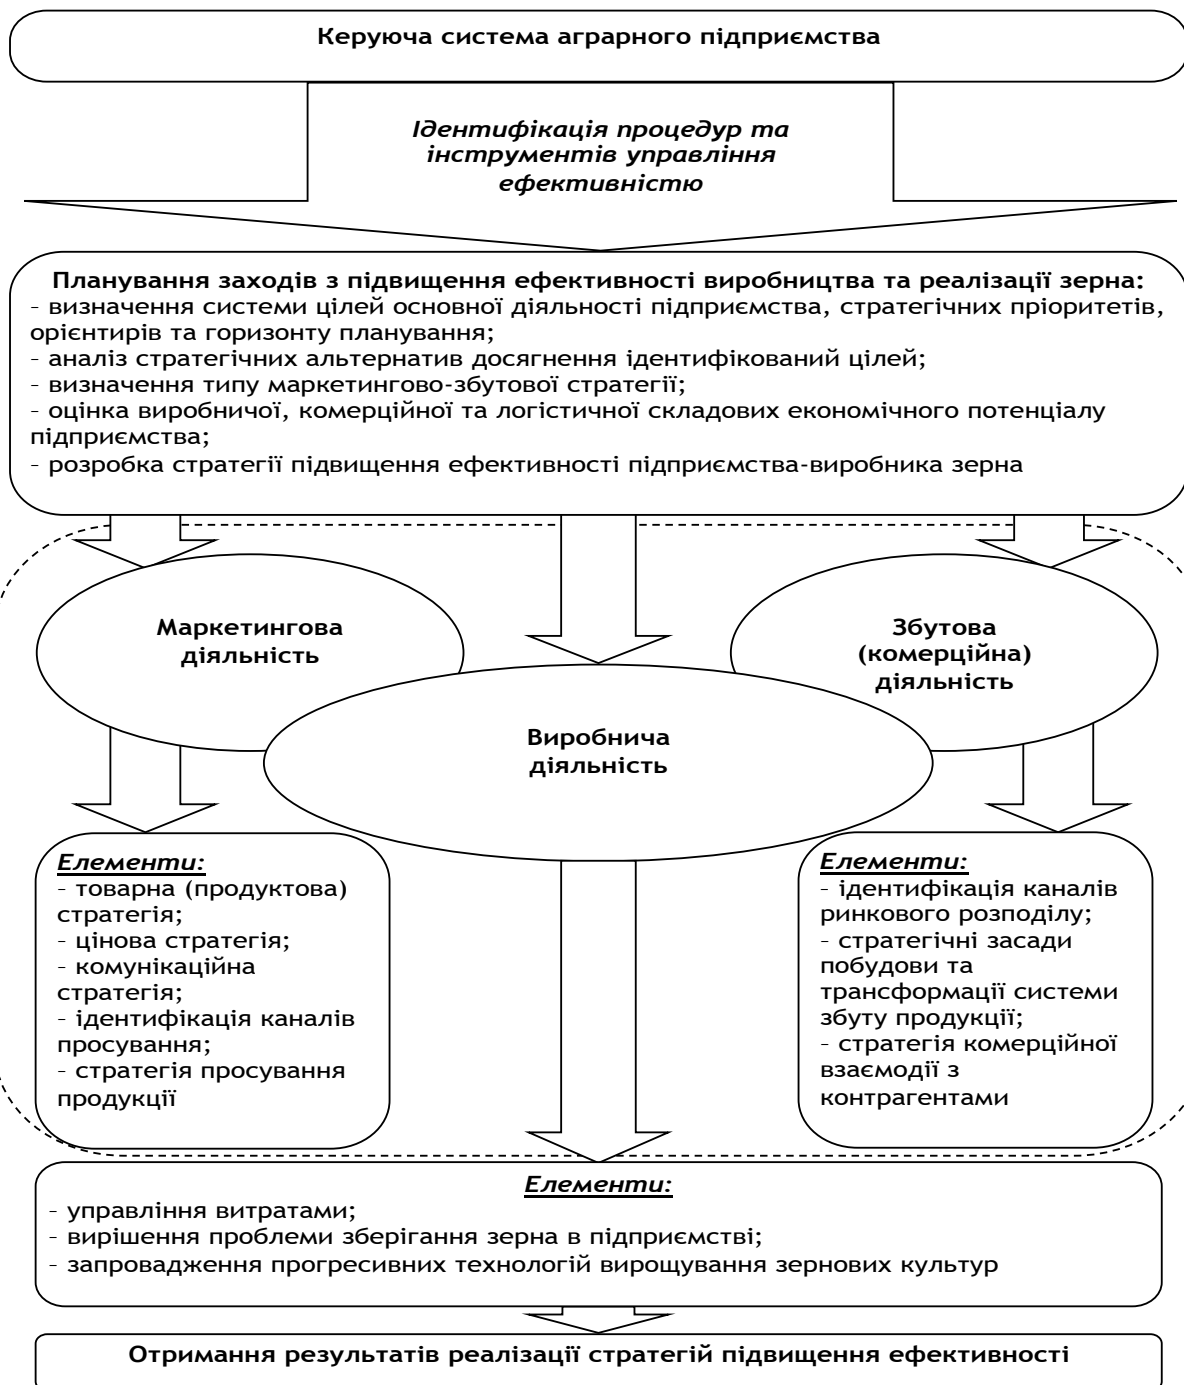 Керуюча система аграрного підприємства
Ідентифікація процедур та
інструментів управління
ефективністю
Планування заходів з підвищення ефективності виробництва та реалізації зерна:
- визначення системи цілей основної діяльності підприємства, стратегічних пріоритетів,
орієнтирів та горизонту планування;
- аналіз стратегічних альтернатив досягнення ідентифікований цілей;
- визначення типу маркетингово-збутової стратегії;
- оцінка виробничої, комерційної та логістичної складових економічного потенціалу
підприємства;
- розробка стратегії підвищення ефективності підприємства-виробника зерна
Маркетингова
діяльність
Збутова
(комерційна)
діяльність
Виробнича
діяльність
Елементи:
- товарна (продуктова)
стратегія;
- цінова стратегія;
- комунікаційна
стратегія;
- ідентифікація каналів
просування;
- стратегія просування
продукції
Елементи:
- ідентифікація каналів
ринкового розподілу;
- стратегічні засади
побудови та
трансформації системи
збуту продукції;
- стратегія комерційної
взаємодії з
контрагентами
Елементи:
- управління витратами;
- вирішення проблеми зберігання зерна в підприємстві;
- запровадження прогресивних технологій вирощування зернових культур
Отримання результатів реалізації стратегій підвищення ефективності